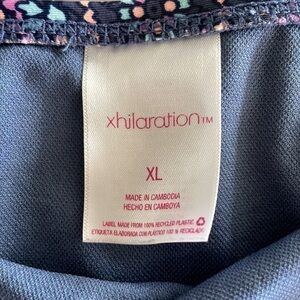 xhilaration™
XL
MADE IN CAMBODIA
HECHO EN CAMBOYA
LABEL MADE FROM 100% RECYCLED PLASTIC
ETIQUETA ELABORADA CON PLÁSTICO 100 % RECICLADO